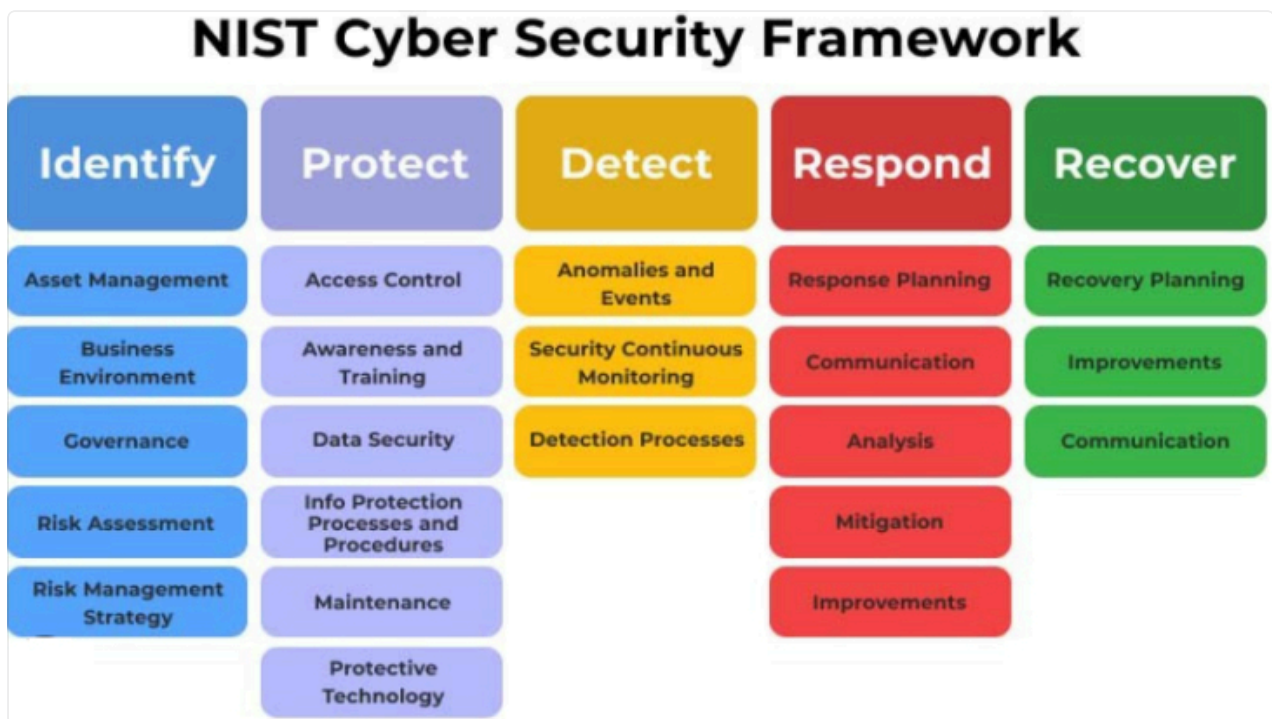 NIST Cyber Security Framework
Identify
Protect
Detect
Respond
Recover
Asset Management
Access Control
Anomalies and
Events
Response Planning
Recovery Planning
Business
Environment
Awareness and
Training
Security Continuous
Monitoring
Communication
Improvements
Governance
Data Security
Detection Processes
Analysis
Communication
Risk Assessment
Info Protection
Processes and
Procedures
Mitigation
Risk Management
Strategy
Maintenance
Improvements
Protective
Technology